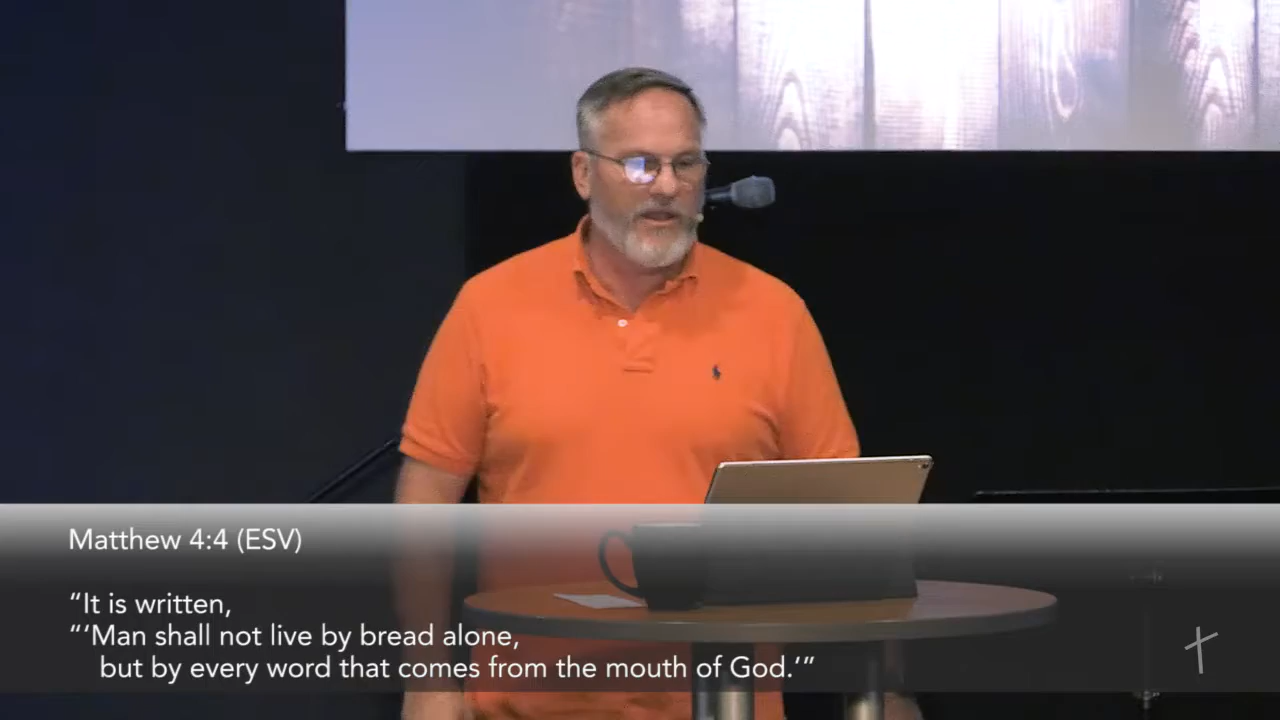 Matthew 4:4 (ESV)
“It is written,
“‘Man shall not live by bread alone,
but by every word that comes from the mouth of God.’”